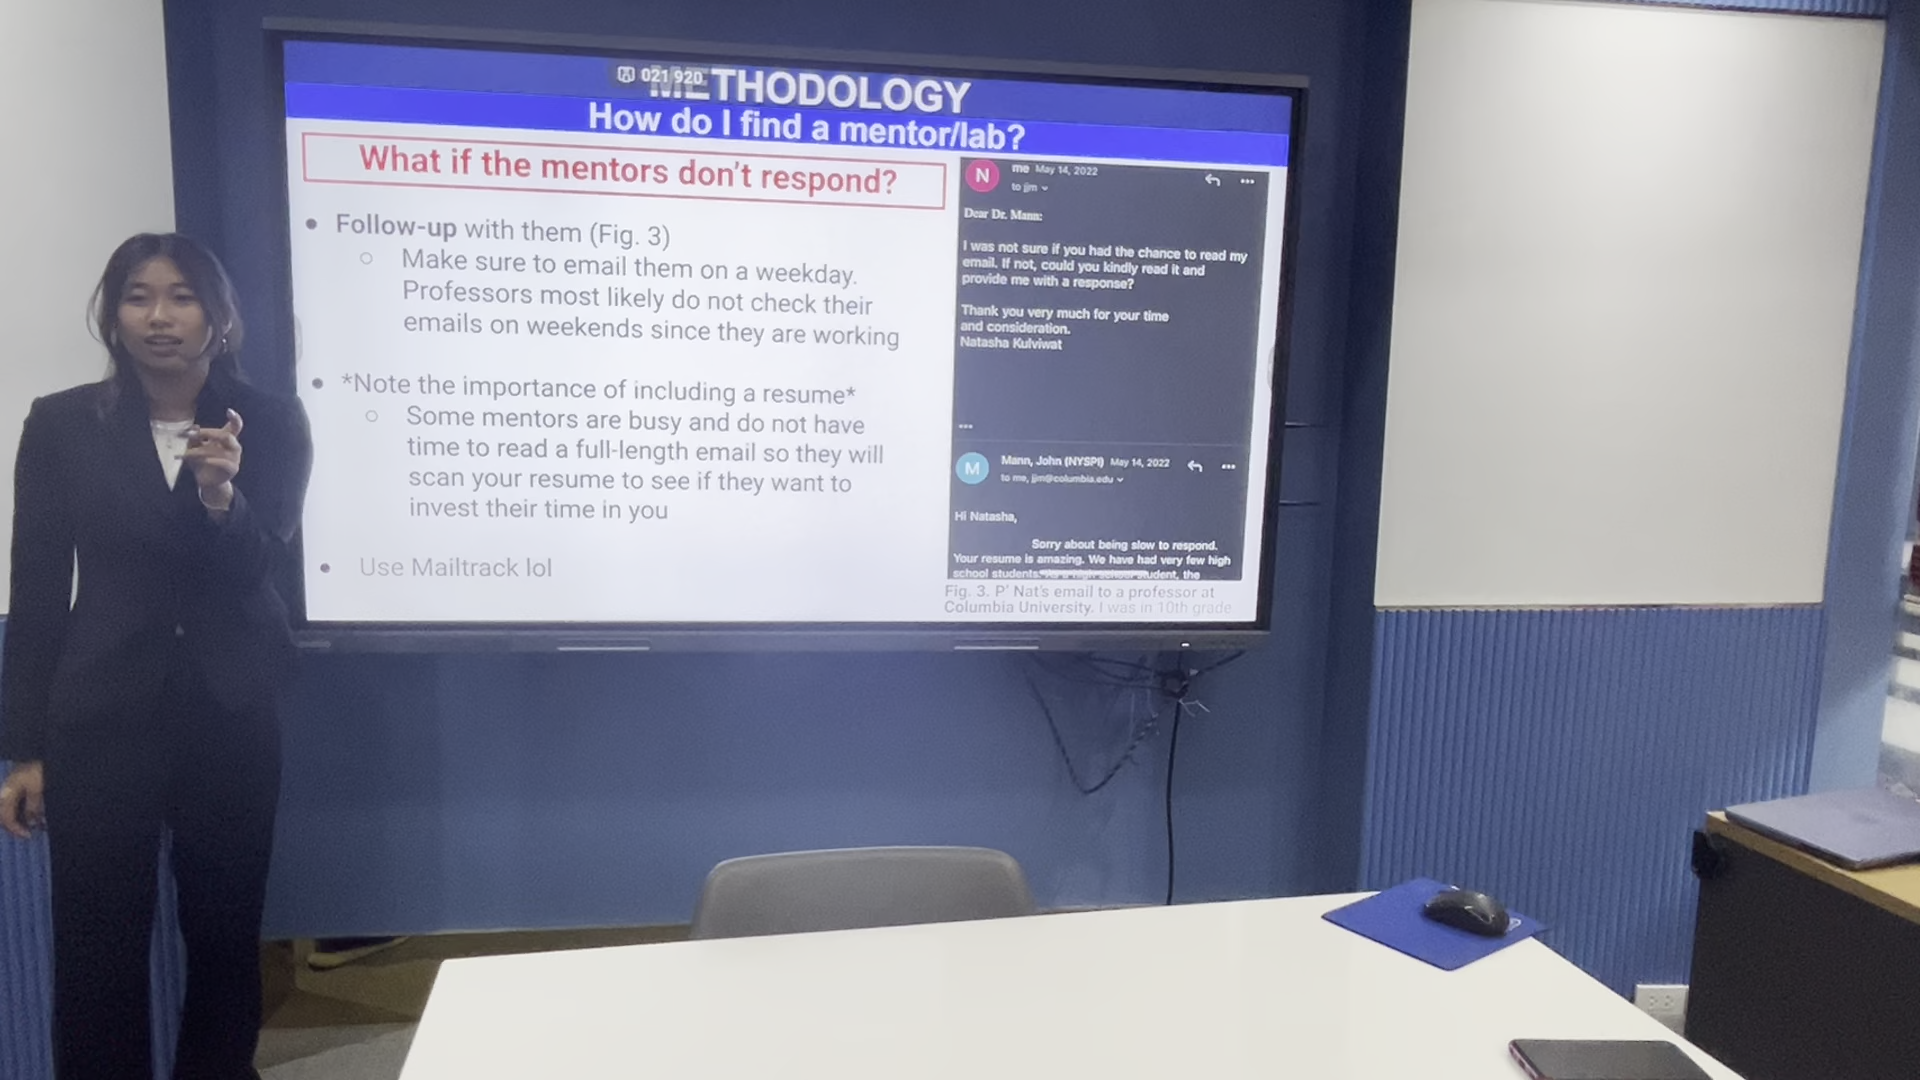 021 920
METHODOLOGY
How do I find a mentor/lab?
What if the mentors don't respond?
• Follow-up with them (Fig. 3)
○ Make sure to email them on a weekday.
Professors most likely do not check their
emails on weekends since they are working
• *Note the importance of including a resume*
○ Some mentors are busy and do not have
time to read a full-length email so they will
scan your resume to see if they want to
invest their time in you
• Use Mailtrack lol
N
me May 14, 2022
to jjm
Dear Dr. Mann:
I was not sure if you had the chance to read my
email. If not, could you kindly read it and
provide me with a response?
Thank you very much for your time
and consideration.
Natasha Kulviwat
M
Mann, John (NYSPI) May 14, 2022
to me, jjm@columbia.edu
Hi Natasha,
Sorry about being slow to respond.
Your resume is amazing. We have had very few high
school students. student, the
Fig. 3. P' Nat's email to a professor at
Columbia University. I was in 10th grade